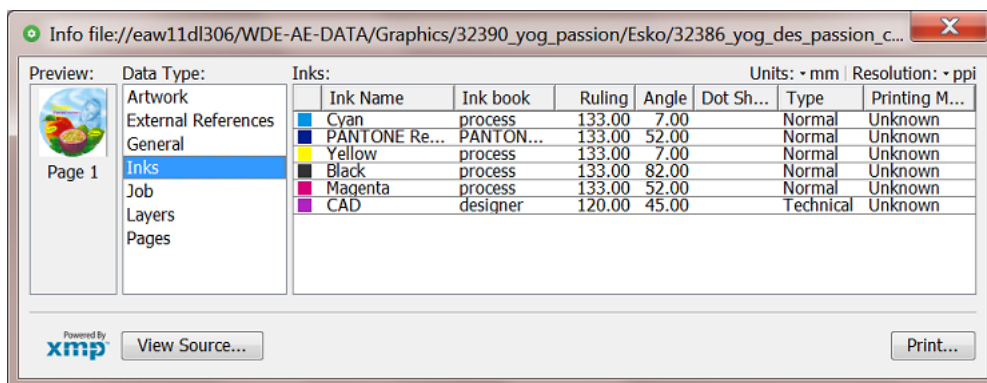 Info file://eaw11dl306/WDE-AE-DATA/Graphics/32390_yog_passion/Esko/32386_yog_des_passion_c...
X
Preview: Data Type: Inks: Units: mm | Resolution: ppi
Artwork
External References
General
Inks
Job
Layers
Pages
Page 1
Ink Name Ink book Ruling Angle Dot Sh... Type Printing M...
Cyan process 133.00 7.00 Normal Unknown
PANTONE Re... PANTON... 133.00 52.00 Normal Unknown
Yellow process 133.00 7.00 Normal Unknown
Black process 133.00 82.00 Normal Unknown
Magenta process 133.00 52.00 Normal Unknown
CAD designer 120.00 45.00 Technical Unknown
Powered By
xmp
View Source...
Print...